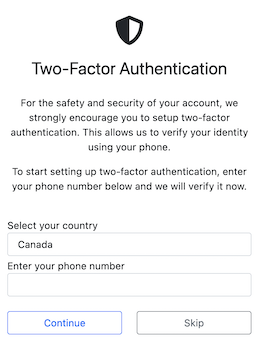 Two-Factor Authentication
For the safety and security of your account, we
strongly encourage you to setup two-factor
authentication. This allows us to verify your identity
using your phone.
To start setting up two-factor authentication, enter
your phone number below and we will verify it now.
Select your country
Canada
Enter your phone number
Continue Skip